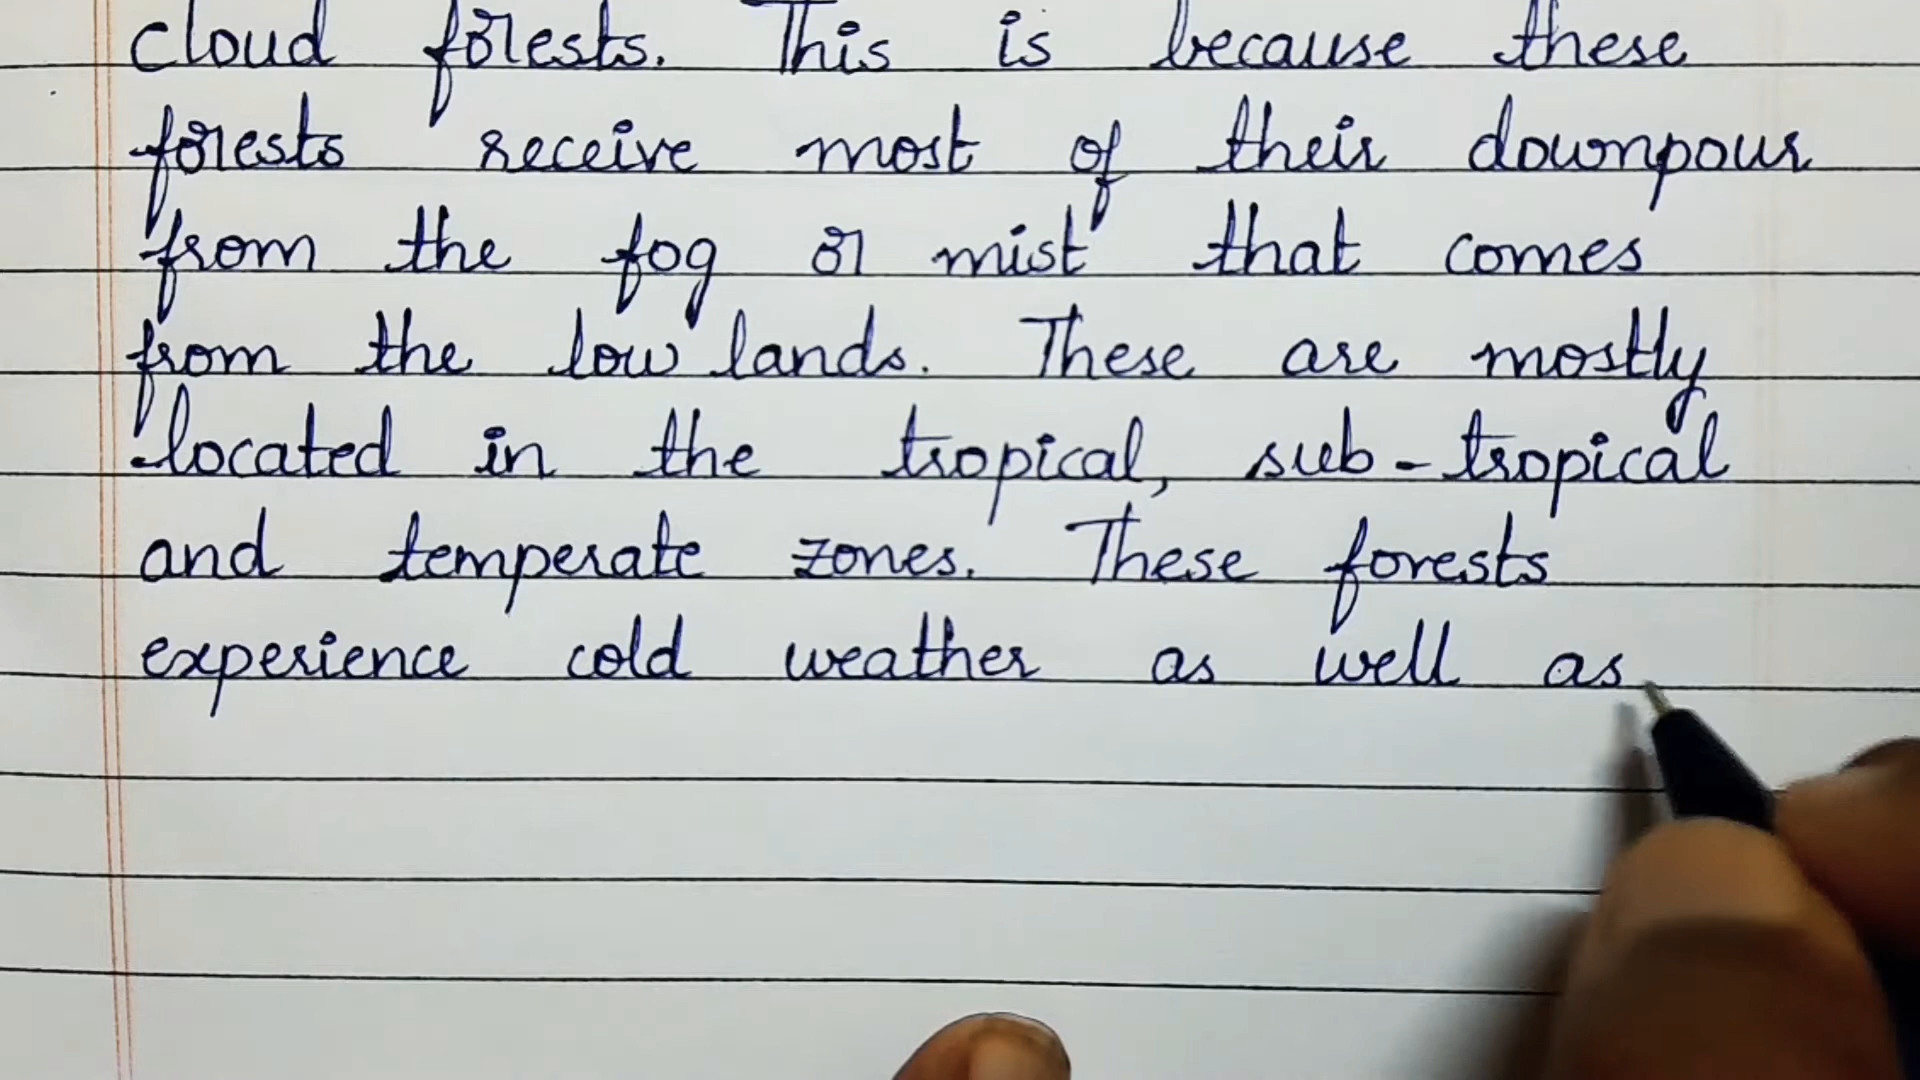 cloud forests. This is because these
forests receive most of their downpour
from the fog or mist that comes
from the low lands. These are mostly
located in the tropical, sub-tropical
and temperate zones. These forests
experience cold weather as well as